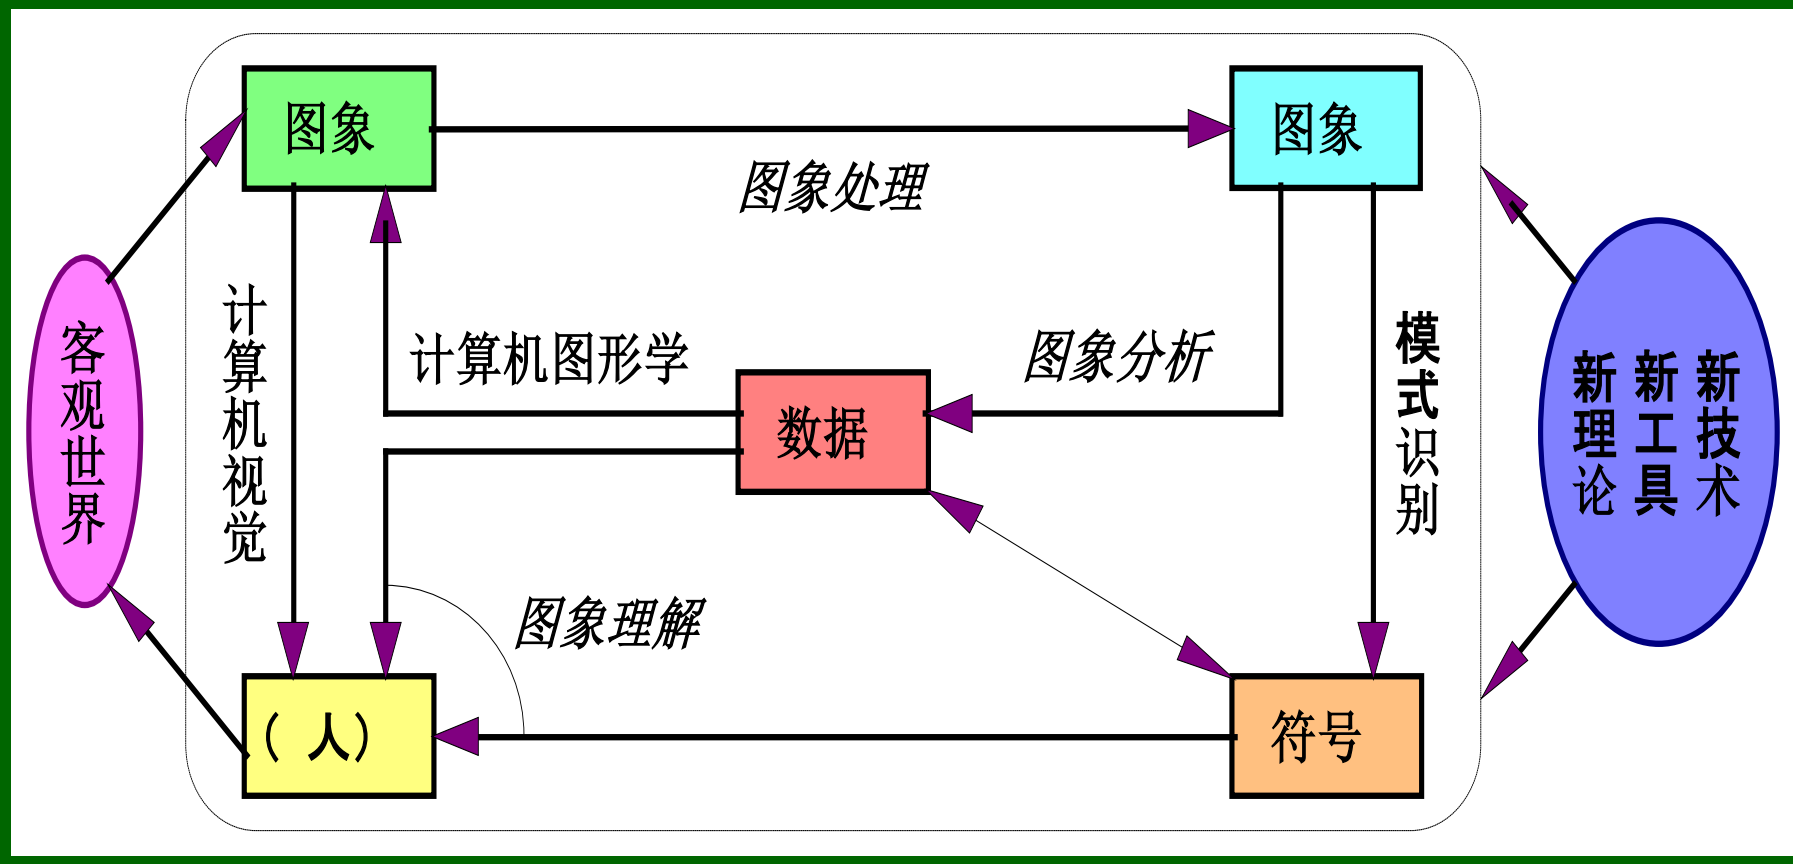 图象
图象
图象处理
计算机视觉
计算机图形学
图象分析
模式识别
客观世界
数据
新理论
新工具
新技术
图象理解
（人）
符号